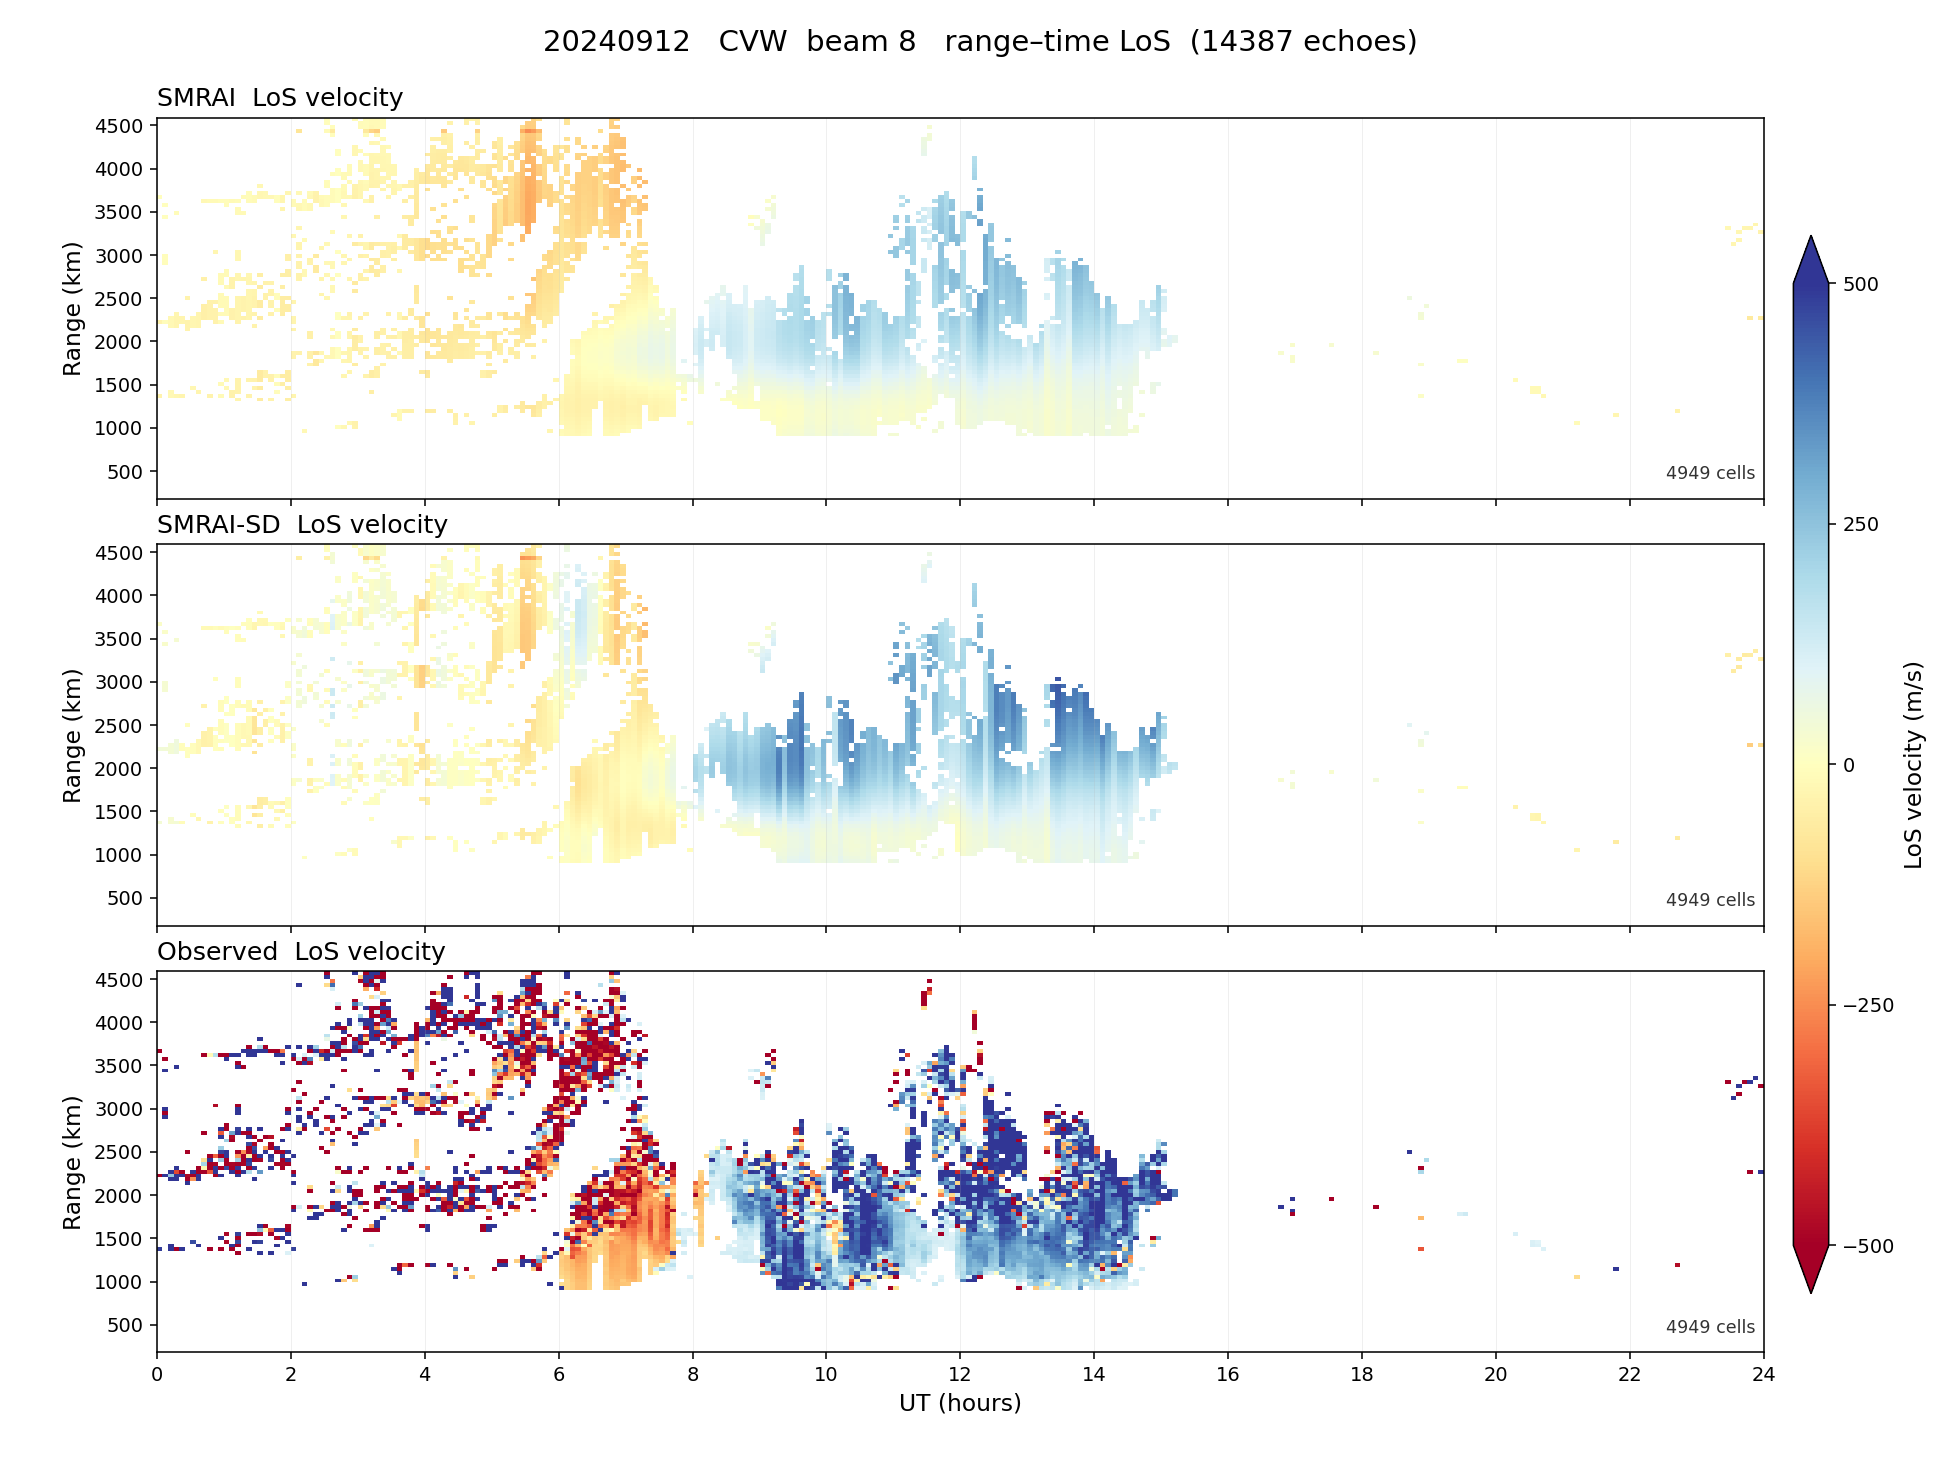 20240912   CVW  beam 8   range–time LoS  (14387 echoes)
SMRAI  LoS velocity
4500
4000
3500
3000
2500
2000
1500
1000
500
Range (km)
4949 cells
SMRAI-SD  LoS velocity
4500
4000
3500
3000
2500
2000
1500
1000
500
Range (km)
4949 cells
Observed  LoS velocity
4500
4000
3500
3000
2500
2000
1500
1000
500
Range (km)
4949 cells
0 2 4 6 8 10 12 14 16 18 20 22 24
UT (hours)
500
250
0
−250
−500
LoS velocity (m/s)